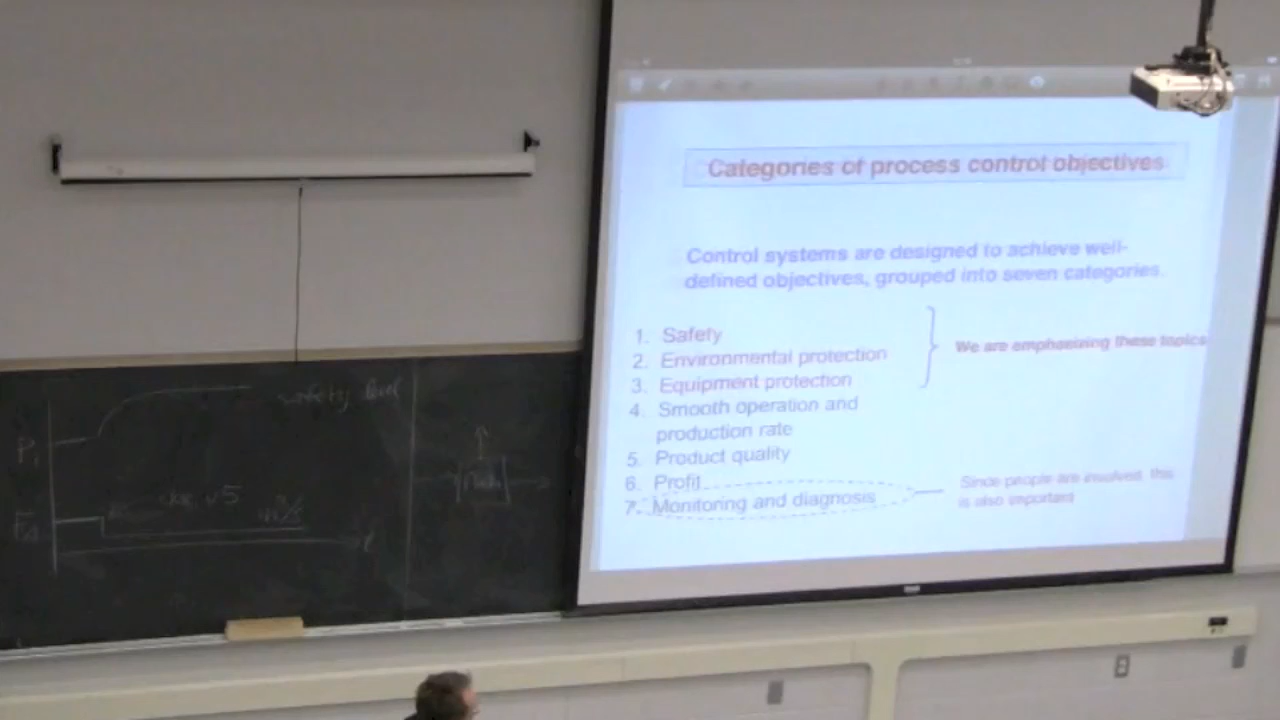 Categories of process control objectives
Control systems are designed to achieve well-
defined objectives, grouped into seven categories.
1. Safety
2. Environmental protection
3. Equipment protection
We are emphasizing these topics
4. Smooth operation and
production rate
5. Product quality
6. Profit
7. Monitoring and diagnosis
Since people are involved, this
is also important
safety
P1
t